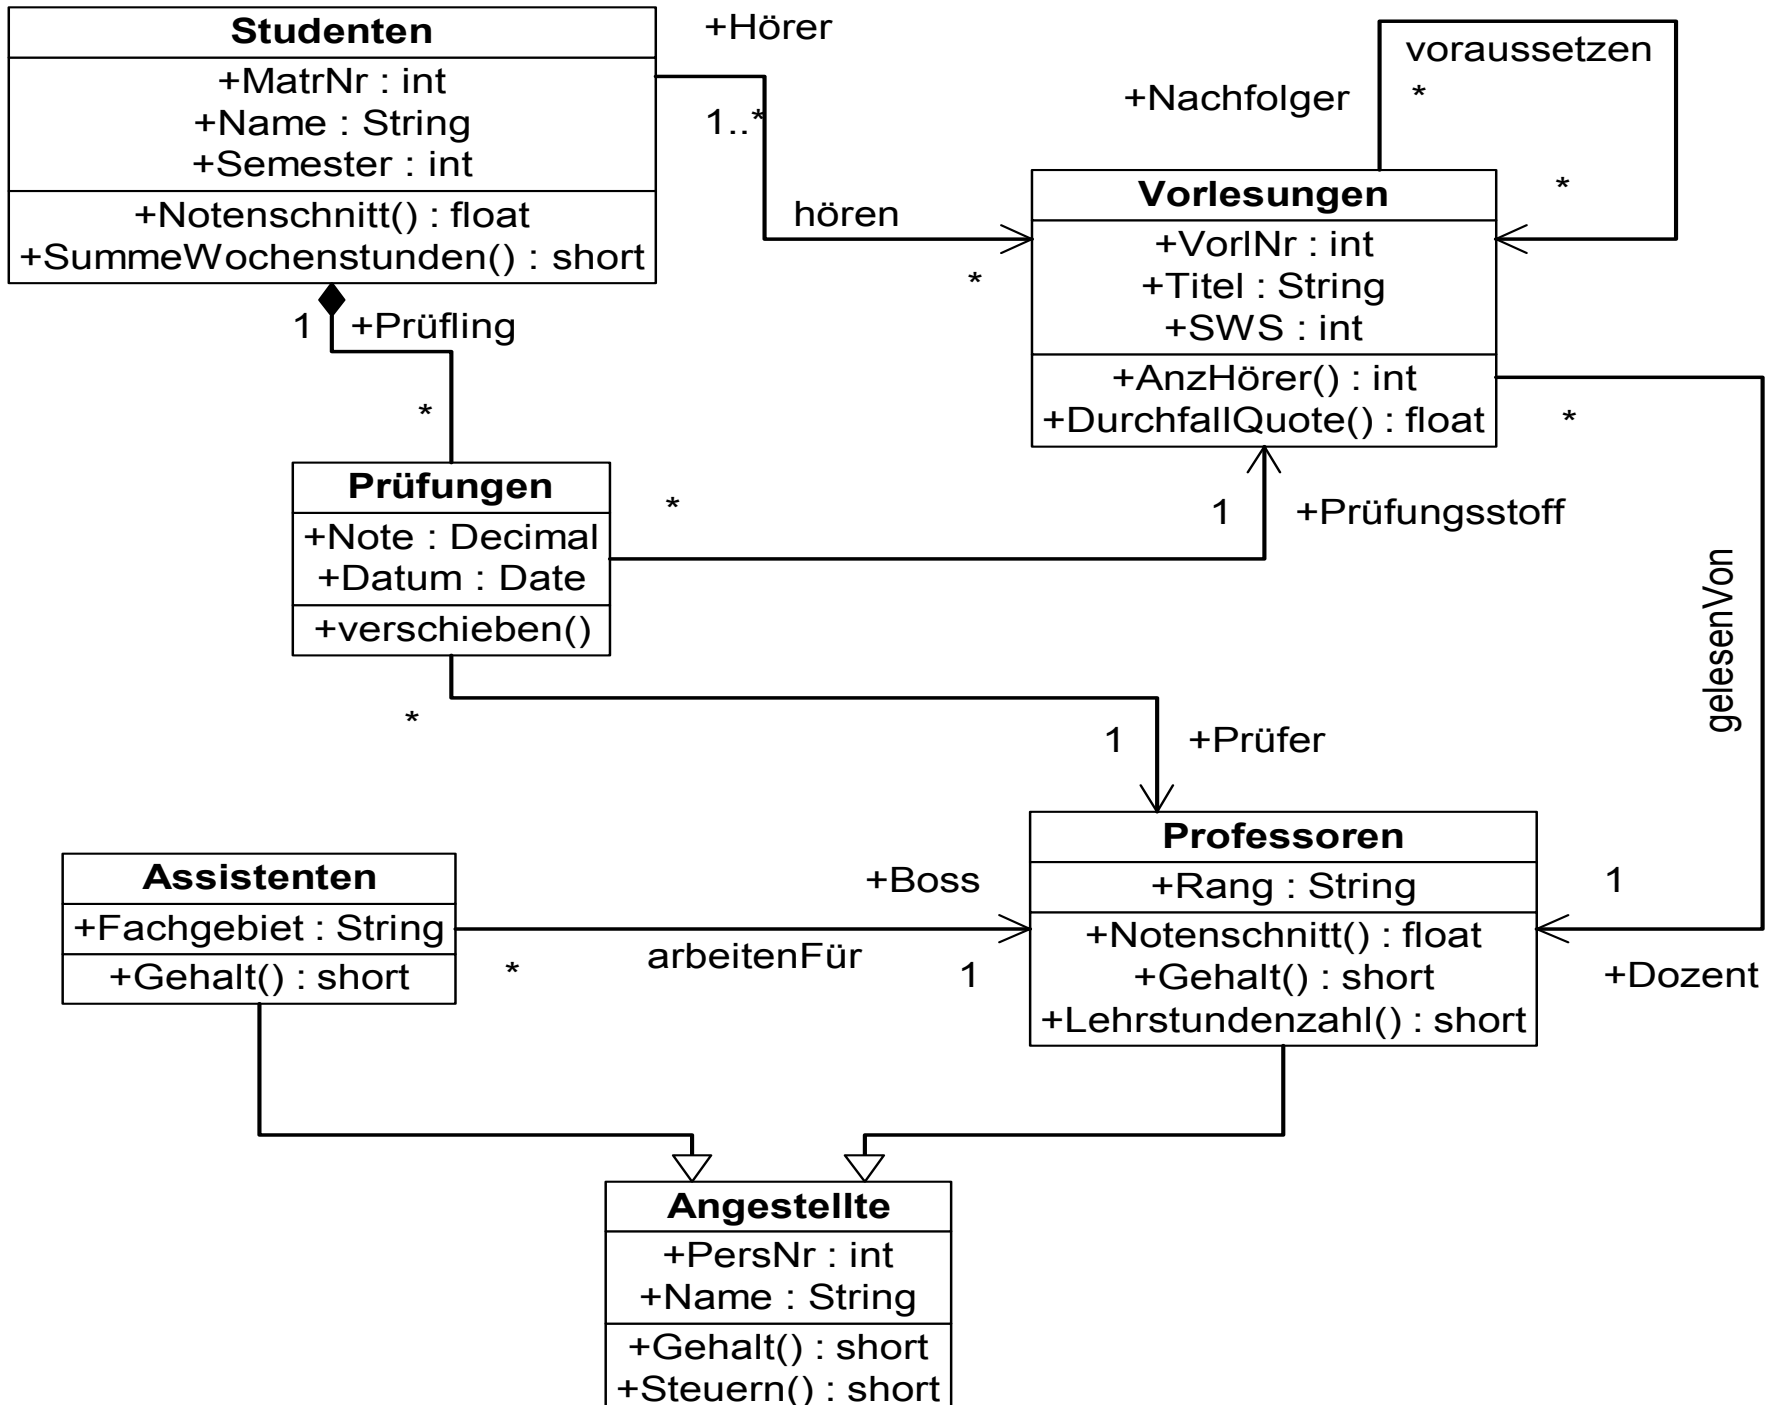 Studenten
+MatrNr : int
+Name : String
+Semester : int
+Notenschnitt() : float
+SummeWochenstunden() : short
+Hörer
1..*
hören
*
voraussetzen
+Nachfolger
*
*
Vorlesungen
+VorlNr : int
+Titel : String
+SWS : int
+AnzHörer() : int
+DurchfallQuote() : float
*
1
+Prüfling
*
Prüfungen
+Note : Decimal
+Datum : Date
+verschieben()
*
1
+Prüfungsstoff
gelesenVon
*
1
+Prüfer
Assistenten
+Fachgebiet : String
+Gehalt() : short
*
arbeitenFür
+Boss
1
Professoren
+Rang : String
+Notenschnitt() : float
+Gehalt() : short
+Lehrstundenzahl() : short
1
+Dozent
Angestellte
+PersNr : int
+Name : String
+Gehalt() : short
+Steuern() : short